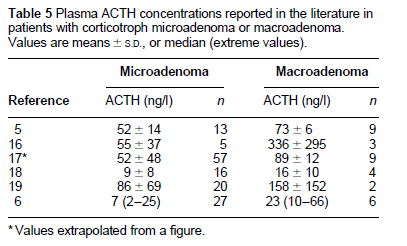 Table 5 Plasma ACTH concentrations reported in the literature in
patients with corticotroph microadenoma or macroadenoma.
Values are means ± S.D., or median (extreme values).
Microadenoma Macroadenoma
Reference ACTH (ng/l) n ACTH (ng/l) n
5 52 ± 14 13 73 ± 6 9
16 55 ± 37 5 336 ± 295 3
17* 52 ± 48 57 89 ± 12 9
18 9 ± 8 16 16 ± 10 4
19 86 ± 69 20 158 ± 152 2
6 7 (2–25) 27 23 (10–66) 6
* Values extrapolated from a figure.